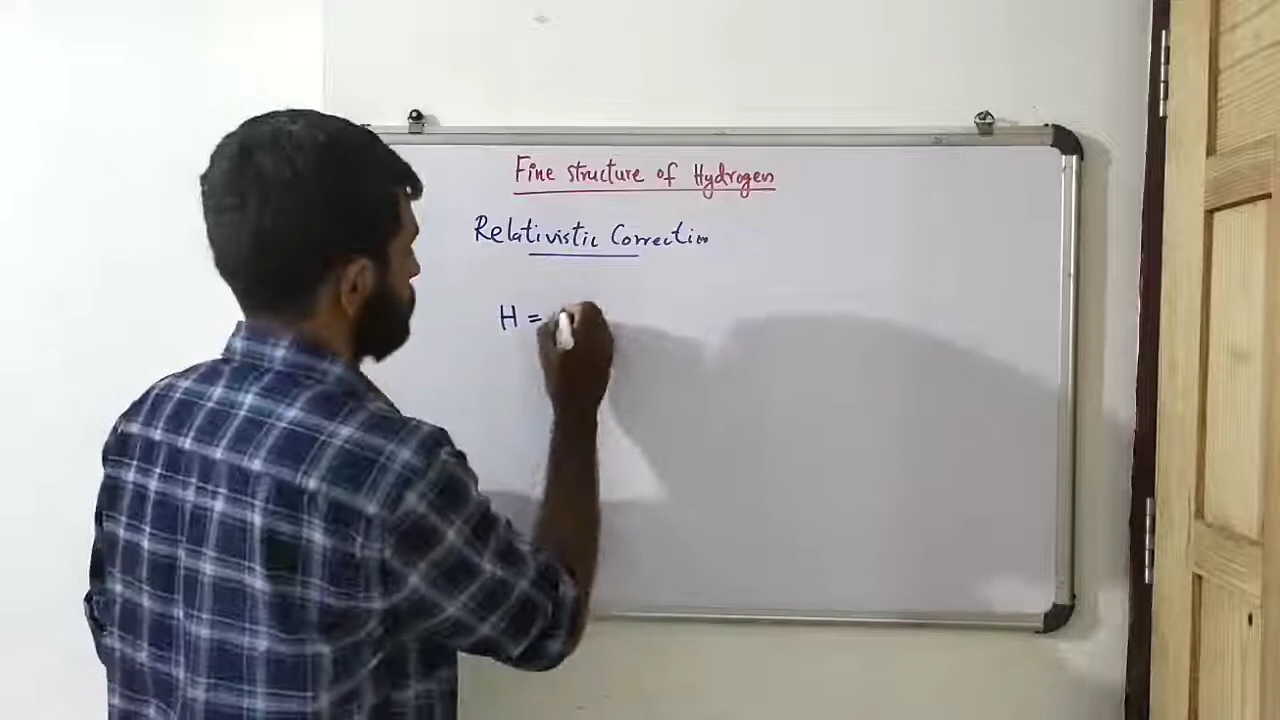 Fine structure of Hydrogen
Relativistic Correction
H =